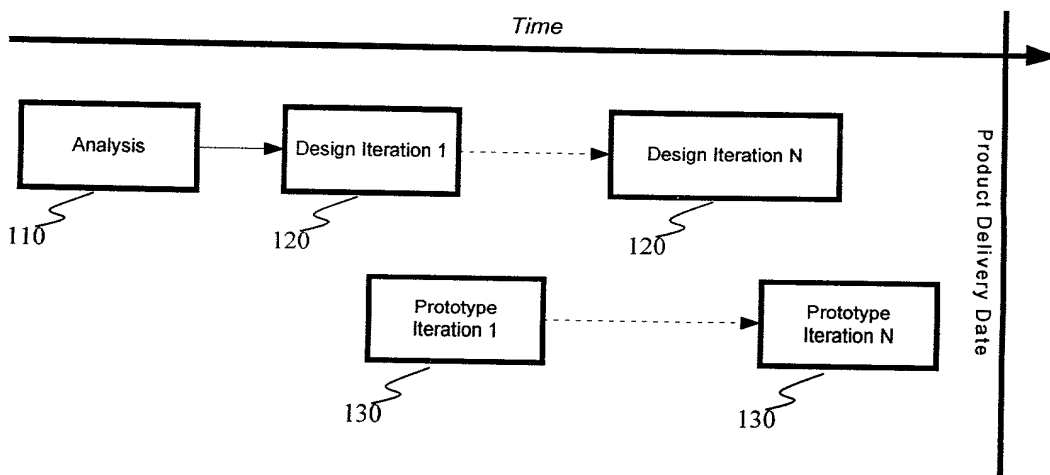 Time
Analysis
Design Iteration 1
Design Iteration N
110
120
120
Prototype
Iteration 1
Prototype
Iteration N
130
130
Product Delivery Date